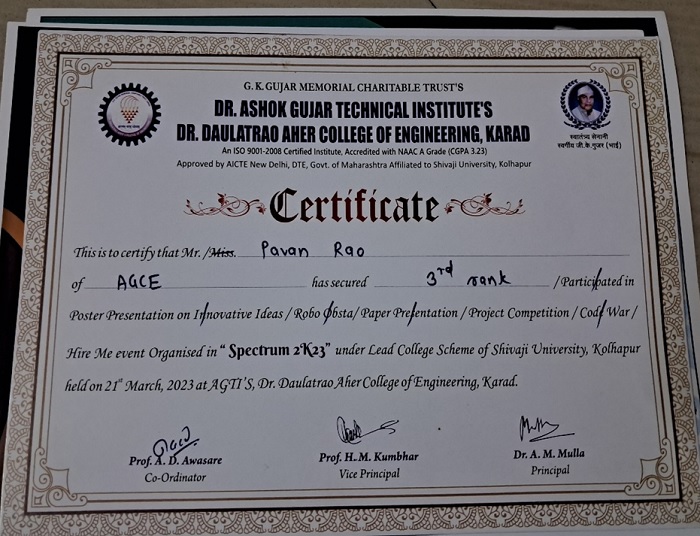 G. K. GUJAR MEMORIAL CHARITABLE TRUST'S
DR. ASHOK GUJAR TECHNICAL INSTITUTE'S
DR. DAULATRAO AHER COLLEGE OF ENGINEERING, KARAD
An ISO 9001-2008 Certified Institute, Accredited with NAAC A Grade (CGPA 3.23)
Approved by AICTE New Delhi, DTE, Govt. of Maharashtra Affiliated to Shivaji University, Kolhapur
स्वातंत्र्य सेनानी
स्वर्गीय जी.के.गुजर (भाई)
Certificate
This is to certify that Mr. /Miss. Pavan Rao
of AGCE has secured 3rd rank / Participated in
Poster Presentation on Innovative Ideas / Robo Obsta/ Paper Presentation / Project Competition / Code War /
Hire Me event Organised in “ Spectrum 2K23” under Lead College Scheme of Shivaji University, Kolhapur
held on 21st March, 2023 at AGTI'S, Dr. Daulatrao Aher College of Engineering, Karad.
Prof. A. D. Awasare
Co-Ordinator
Prof. H. M. Kumbhar
Vice Principal
Dr. A. M. Mulla
Principal